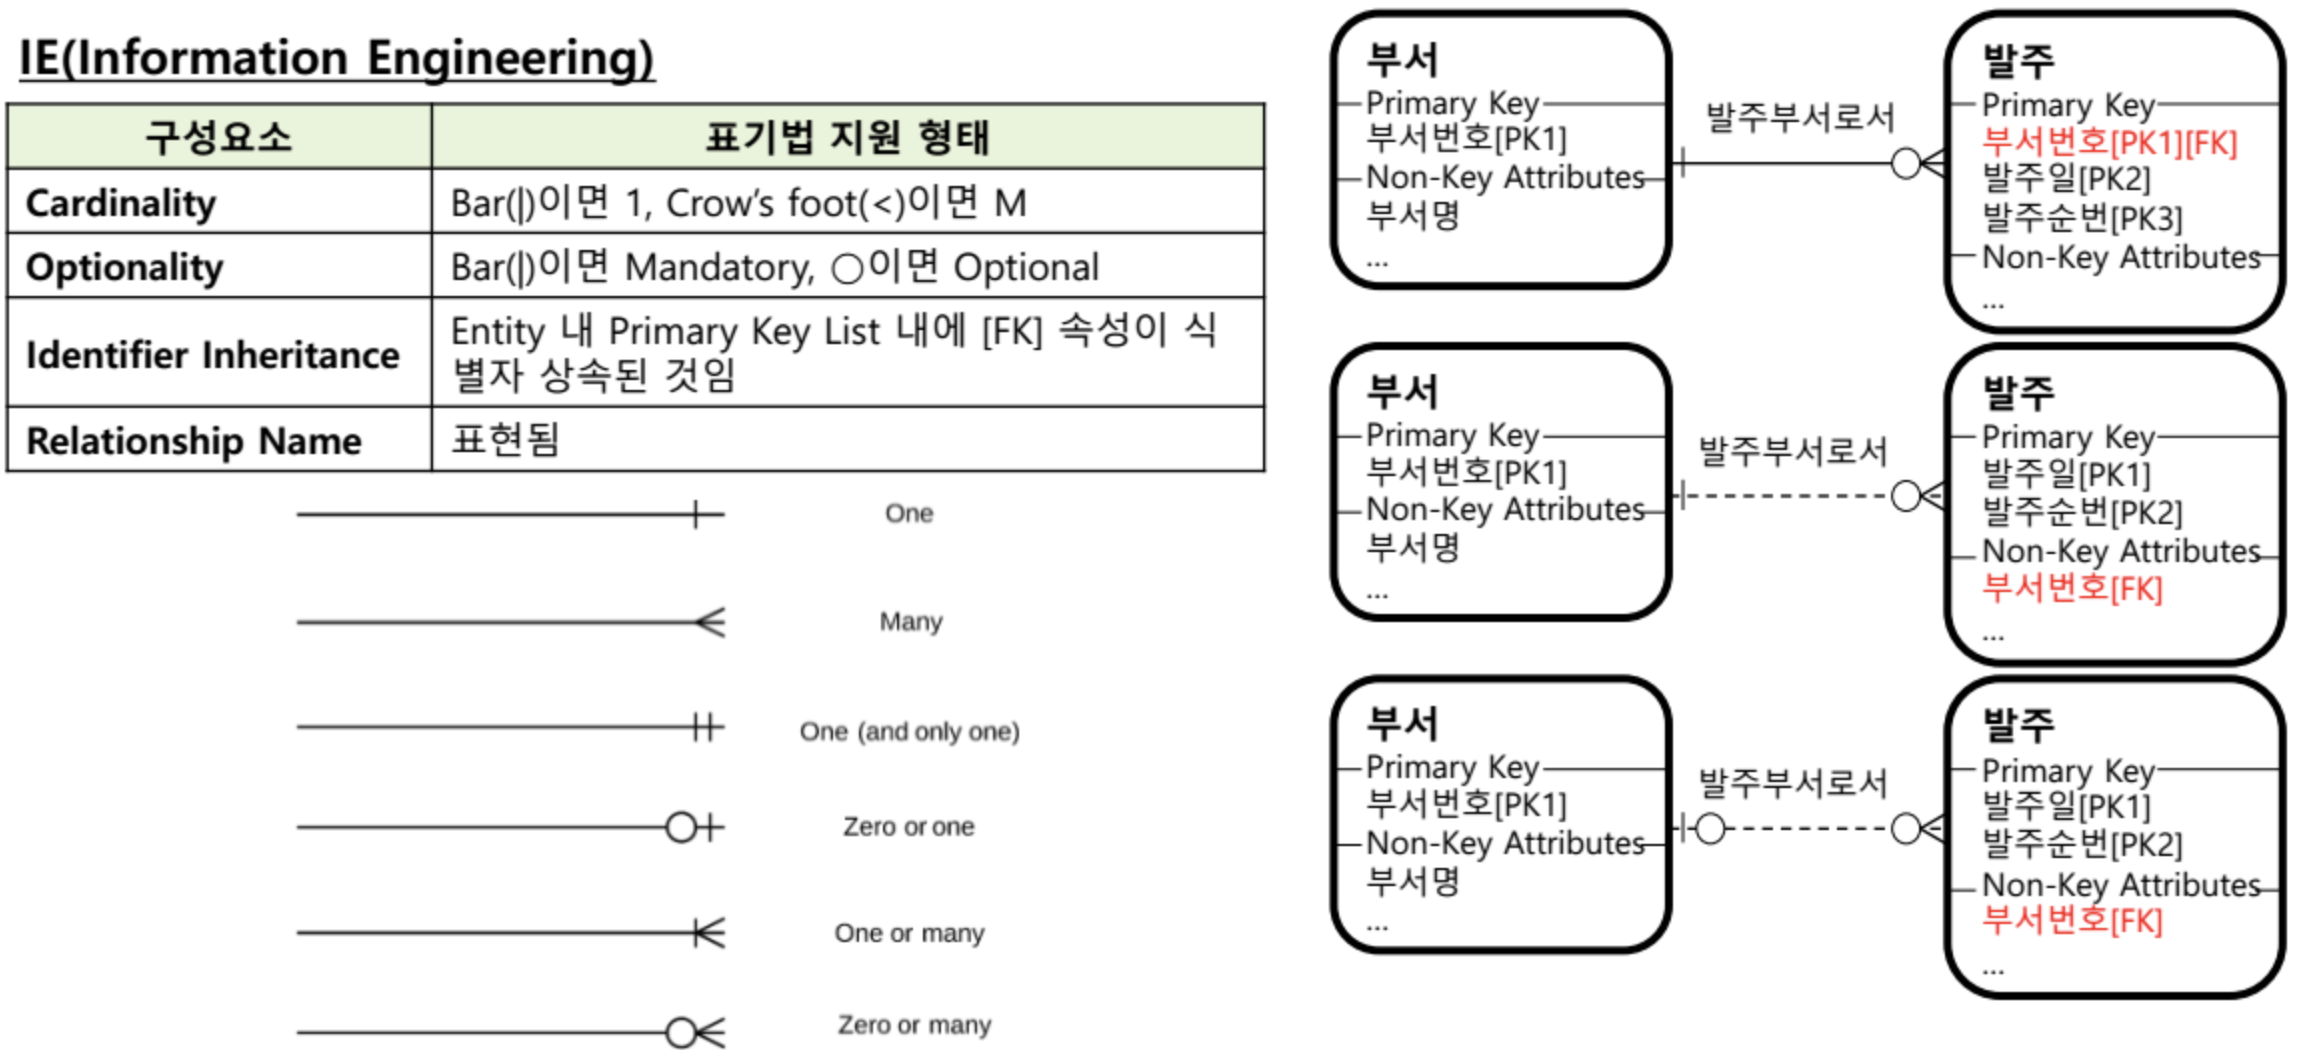 IE(Information Engineering)
구성요소 표기법 지원 형태
Cardinality Bar(|)이면 1, Crow's foot(<)이면 M
Optionality Bar(|)이면 Mandatory, ○이면 Optional
Identifier Inheritance Entity 내 Primary Key List 내에 [FK] 속성이 식
별자 상속된 것임
Relationship Name 표현됨
One
Many
One (and only one)
Zero or one
One or many
Zero or many
부서
Primary Key
부서번호[PK1]
Non-Key Attributes
부서명
...
발주부서로서
발주
Primary Key
부서번호[PK1][FK]
발주일[PK2]
발주순번[PK3]
Non-Key Attributes
...
부서
Primary Key
부서번호[PK1]
Non-Key Attributes
부서명
...
발주부서로서
발주
Primary Key
발주일[PK1]
발주순번[PK2]
Non-Key Attributes
부서번호[FK]
...
부서
Primary Key
부서번호[PK1]
Non-Key Attributes
부서명
...
발주부서로서
발주
Primary Key
발주일[PK1]
발주순번[PK2]
Non-Key Attributes
부서번호[FK]
...